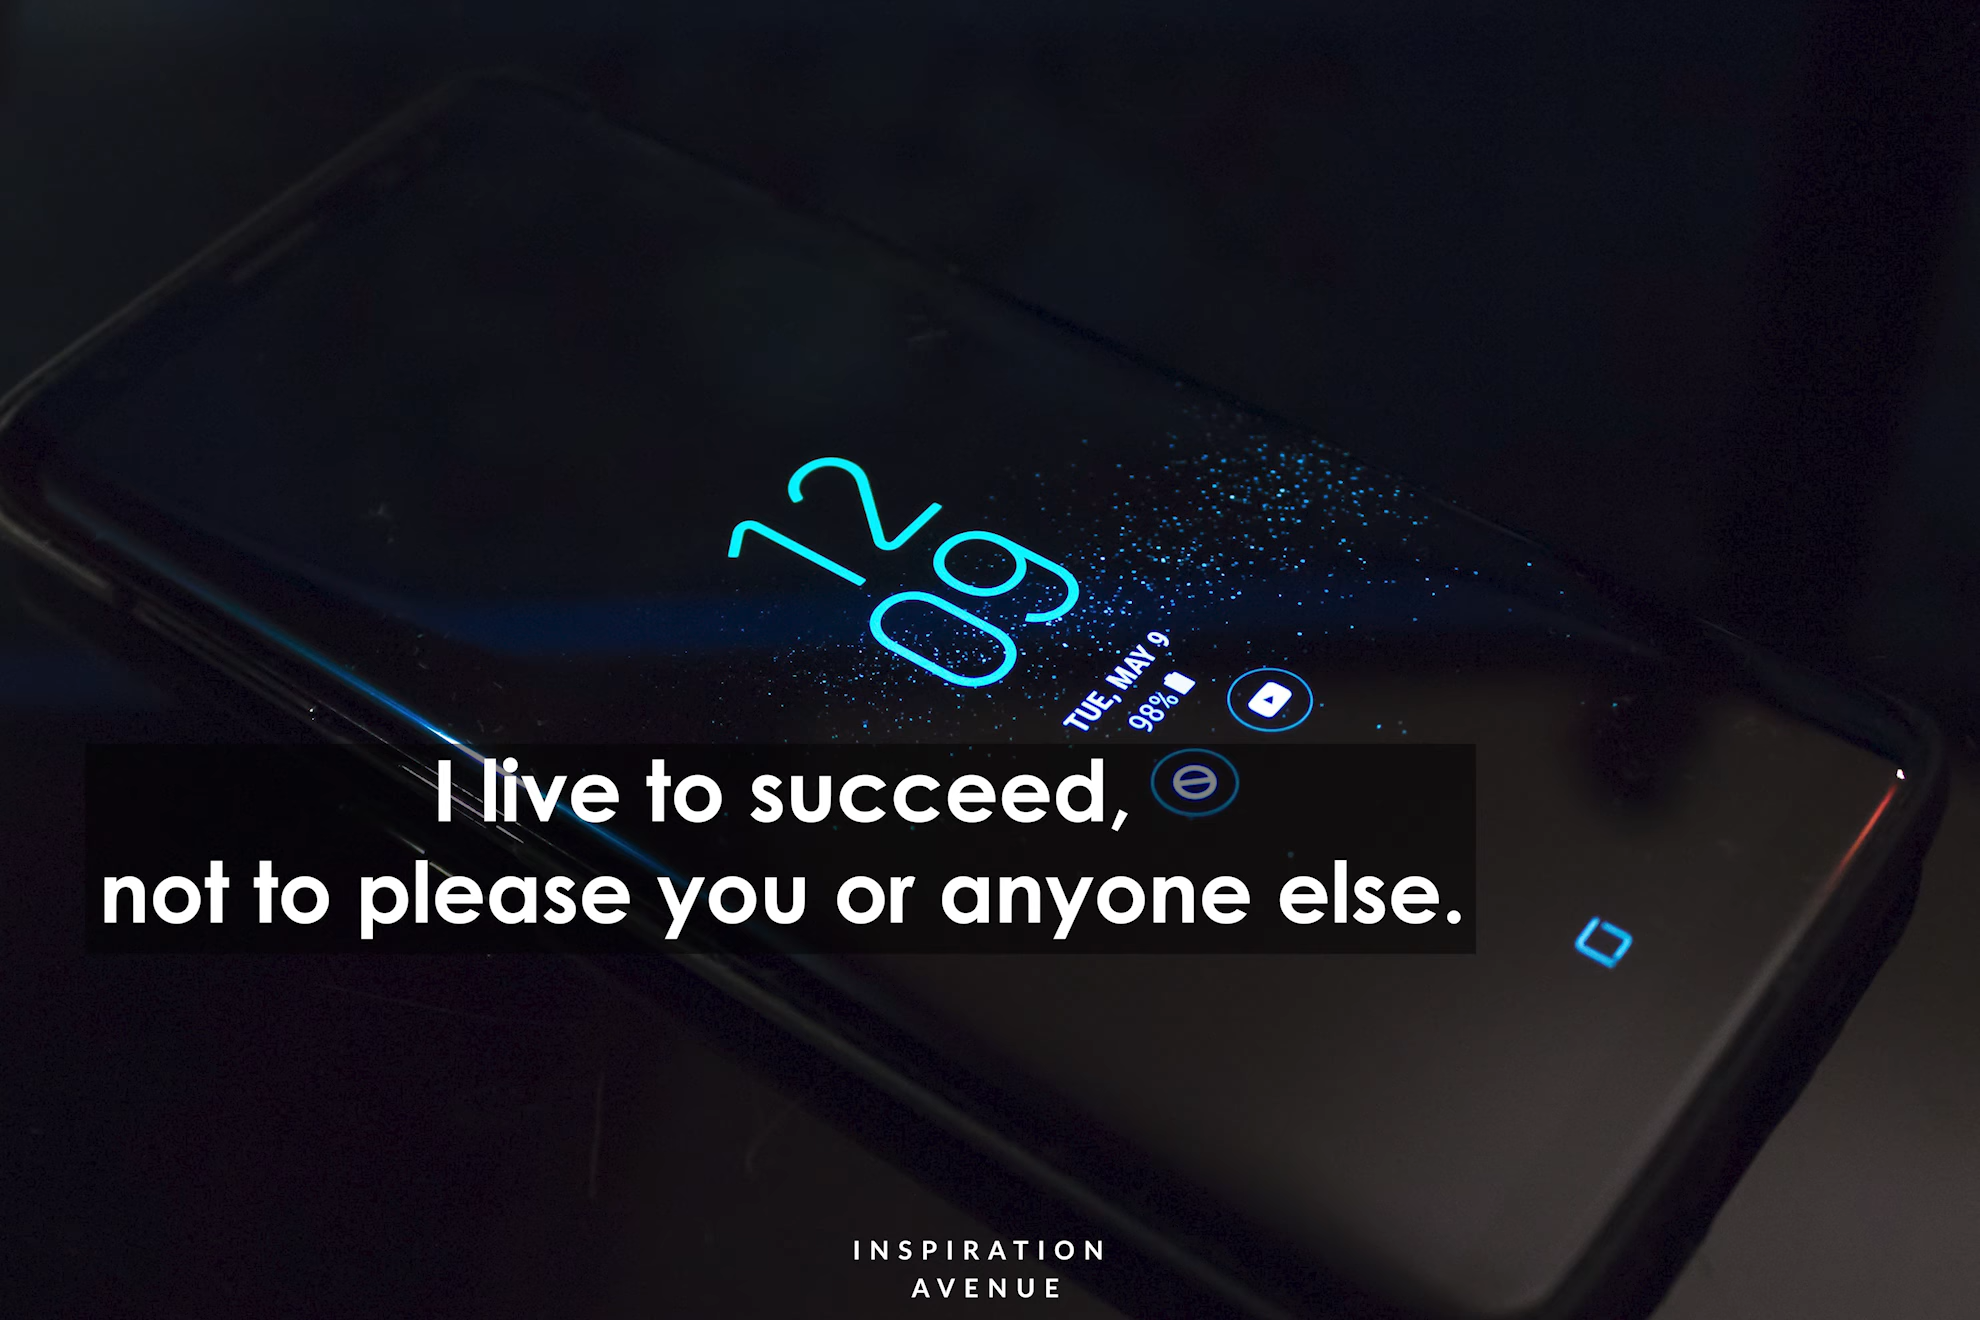 12
09
TUE, MAY 9
98%
I live to succeed,
not to please you or anyone else.
INSPIRATION
AVENUE